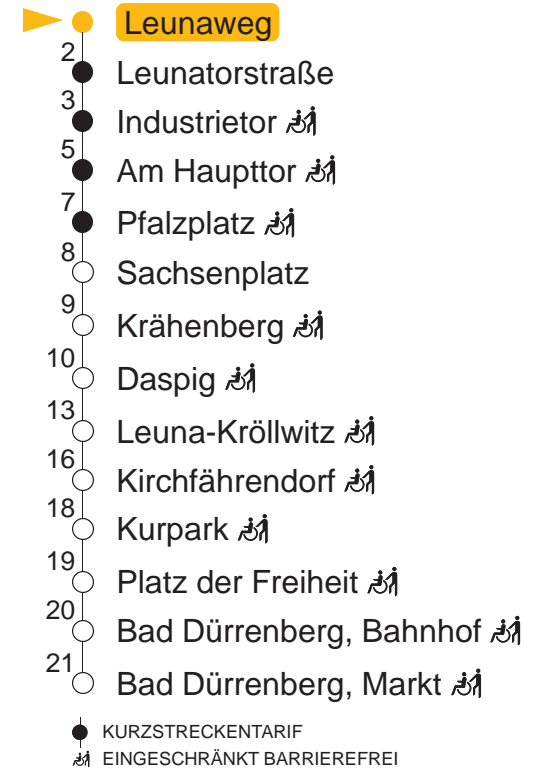 Leunaweg
2
Leunatorstraße
3
Industrietor
5
Am Haupttor
7
Pfalzplatz
8
Sachsenplatz
9
Krähenberg
10
Daspig
13
Leuna-Kröllwitz
16
Kirchfährendorf
18
Kurpark
19
Platz der Freiheit
20
Bad Dürrenberg, Bahnhof
21
Bad Dürrenberg, Markt
KURZSTRECKENTARIF
EINGESCHRÄNKT BARRIEREFREI